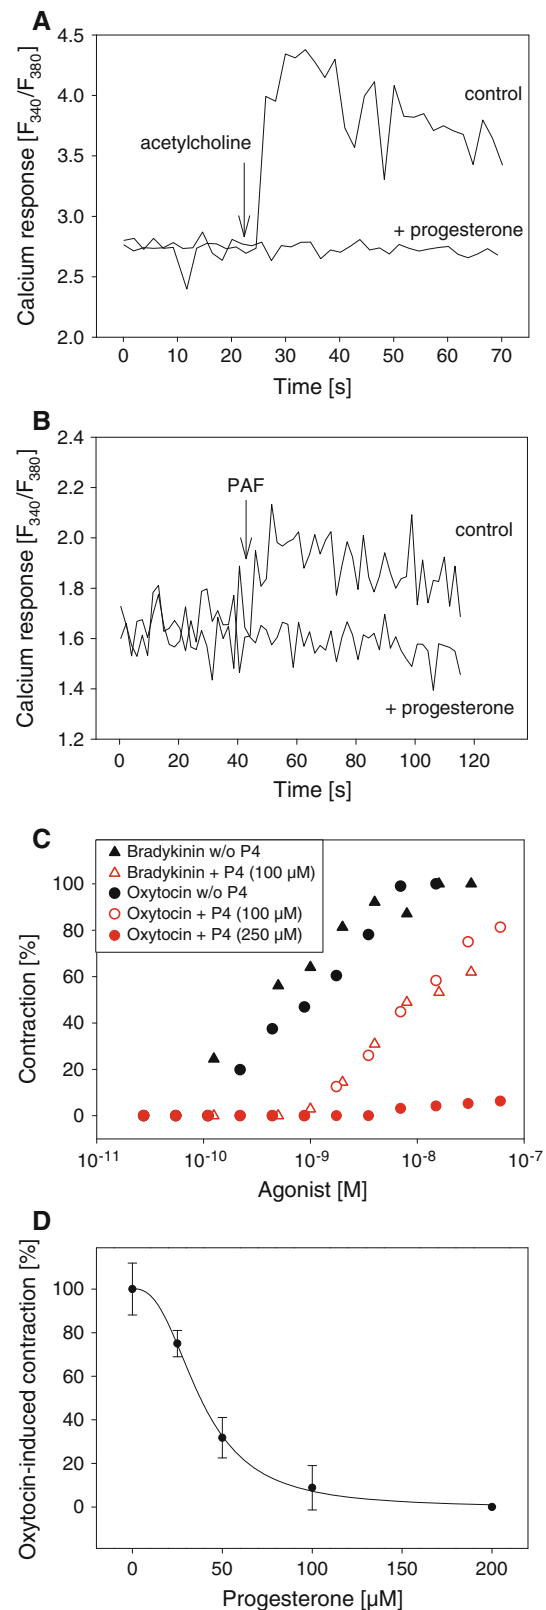 A
Calcium response [F340/F380]
4.5
4.0
3.5
3.0
2.5
2.0
control
acetylcholine
+ progesterone
0 10 20 30 40 50 60 70
Time [s]
B
Calcium response [F340/F380]
2.4
2.2
2.0
1.8
1.6
1.4
1.2
PAF
control
+ progesterone
0 20 40 60 80 100 120
Time [s]
C
Contraction [%]
Bradykinin w/o P4
Bradykinin + P4 (100 µM)
Oxytocin w/o P4
Oxytocin + P4 (100 µM)
Oxytocin + P4 (250 µM)
100
80
60
40
20
0
10-11 10-10 10-9 10-8 10-7
Agonist [M]
D
Oxytocin-induced contraction [%]
100
80
60
40
20
0
0 50 100 150 200
Progesterone [µM]